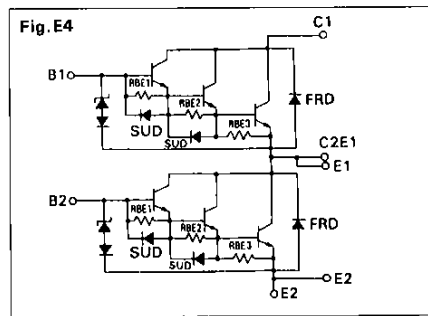 Fig.E4
C1
B1
RBE1
RBE2
RBE3
SUD
SUD
FRD
C2E1
E1
B2
RBE1
RBE2
RBE3
SUD
SUD
FRD
E2
E2